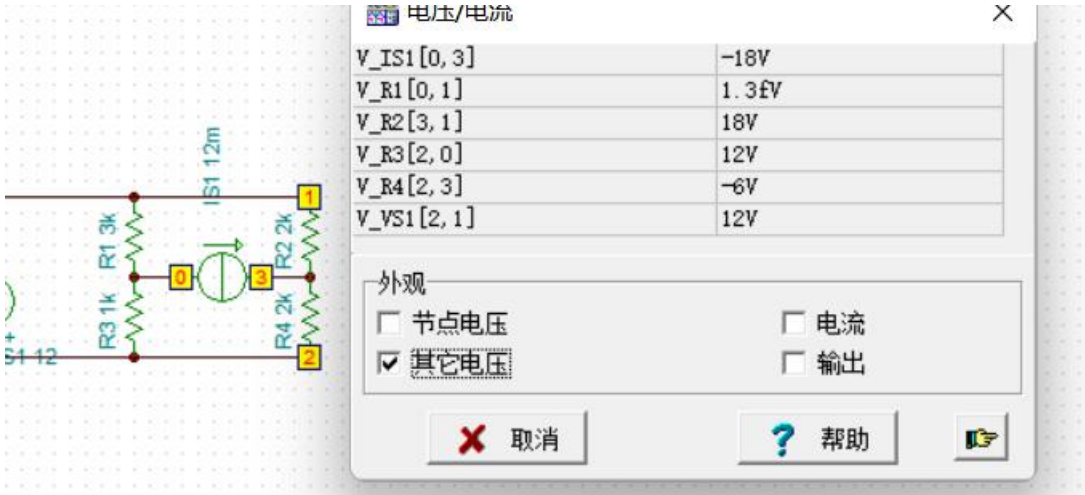 电压/电流
V_IS1[0,3] -18V
V_R1[0,1] 1.3fV
V_R2[3,1] 18V
V_R3[2,0] 12V
V_R4[2,3] -6V
V_VS1[2,1] 12V
IS1 12m
1
R1 3k
R2 2k
0
3
R3 1k
R4 2k
+
S1 12
2
外观
节点电压
电流
其它电压
输出
取消
帮助